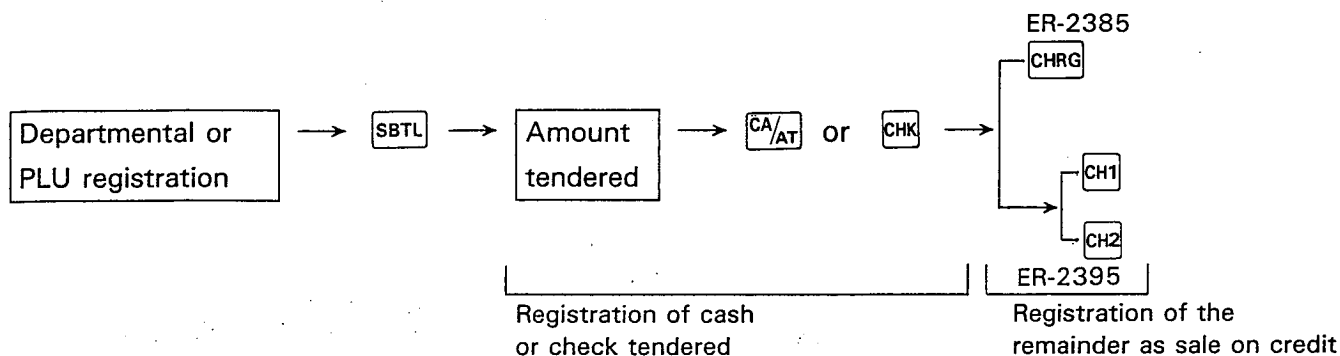 ER-2385
CHRG
Departmental or
PLU registration
SBTL
Amount
tendered
CA/AT or CHK
CH1
CH2
ER-2395
Registration of cash
or check tendered
Registration of the
remainder as sale on credit